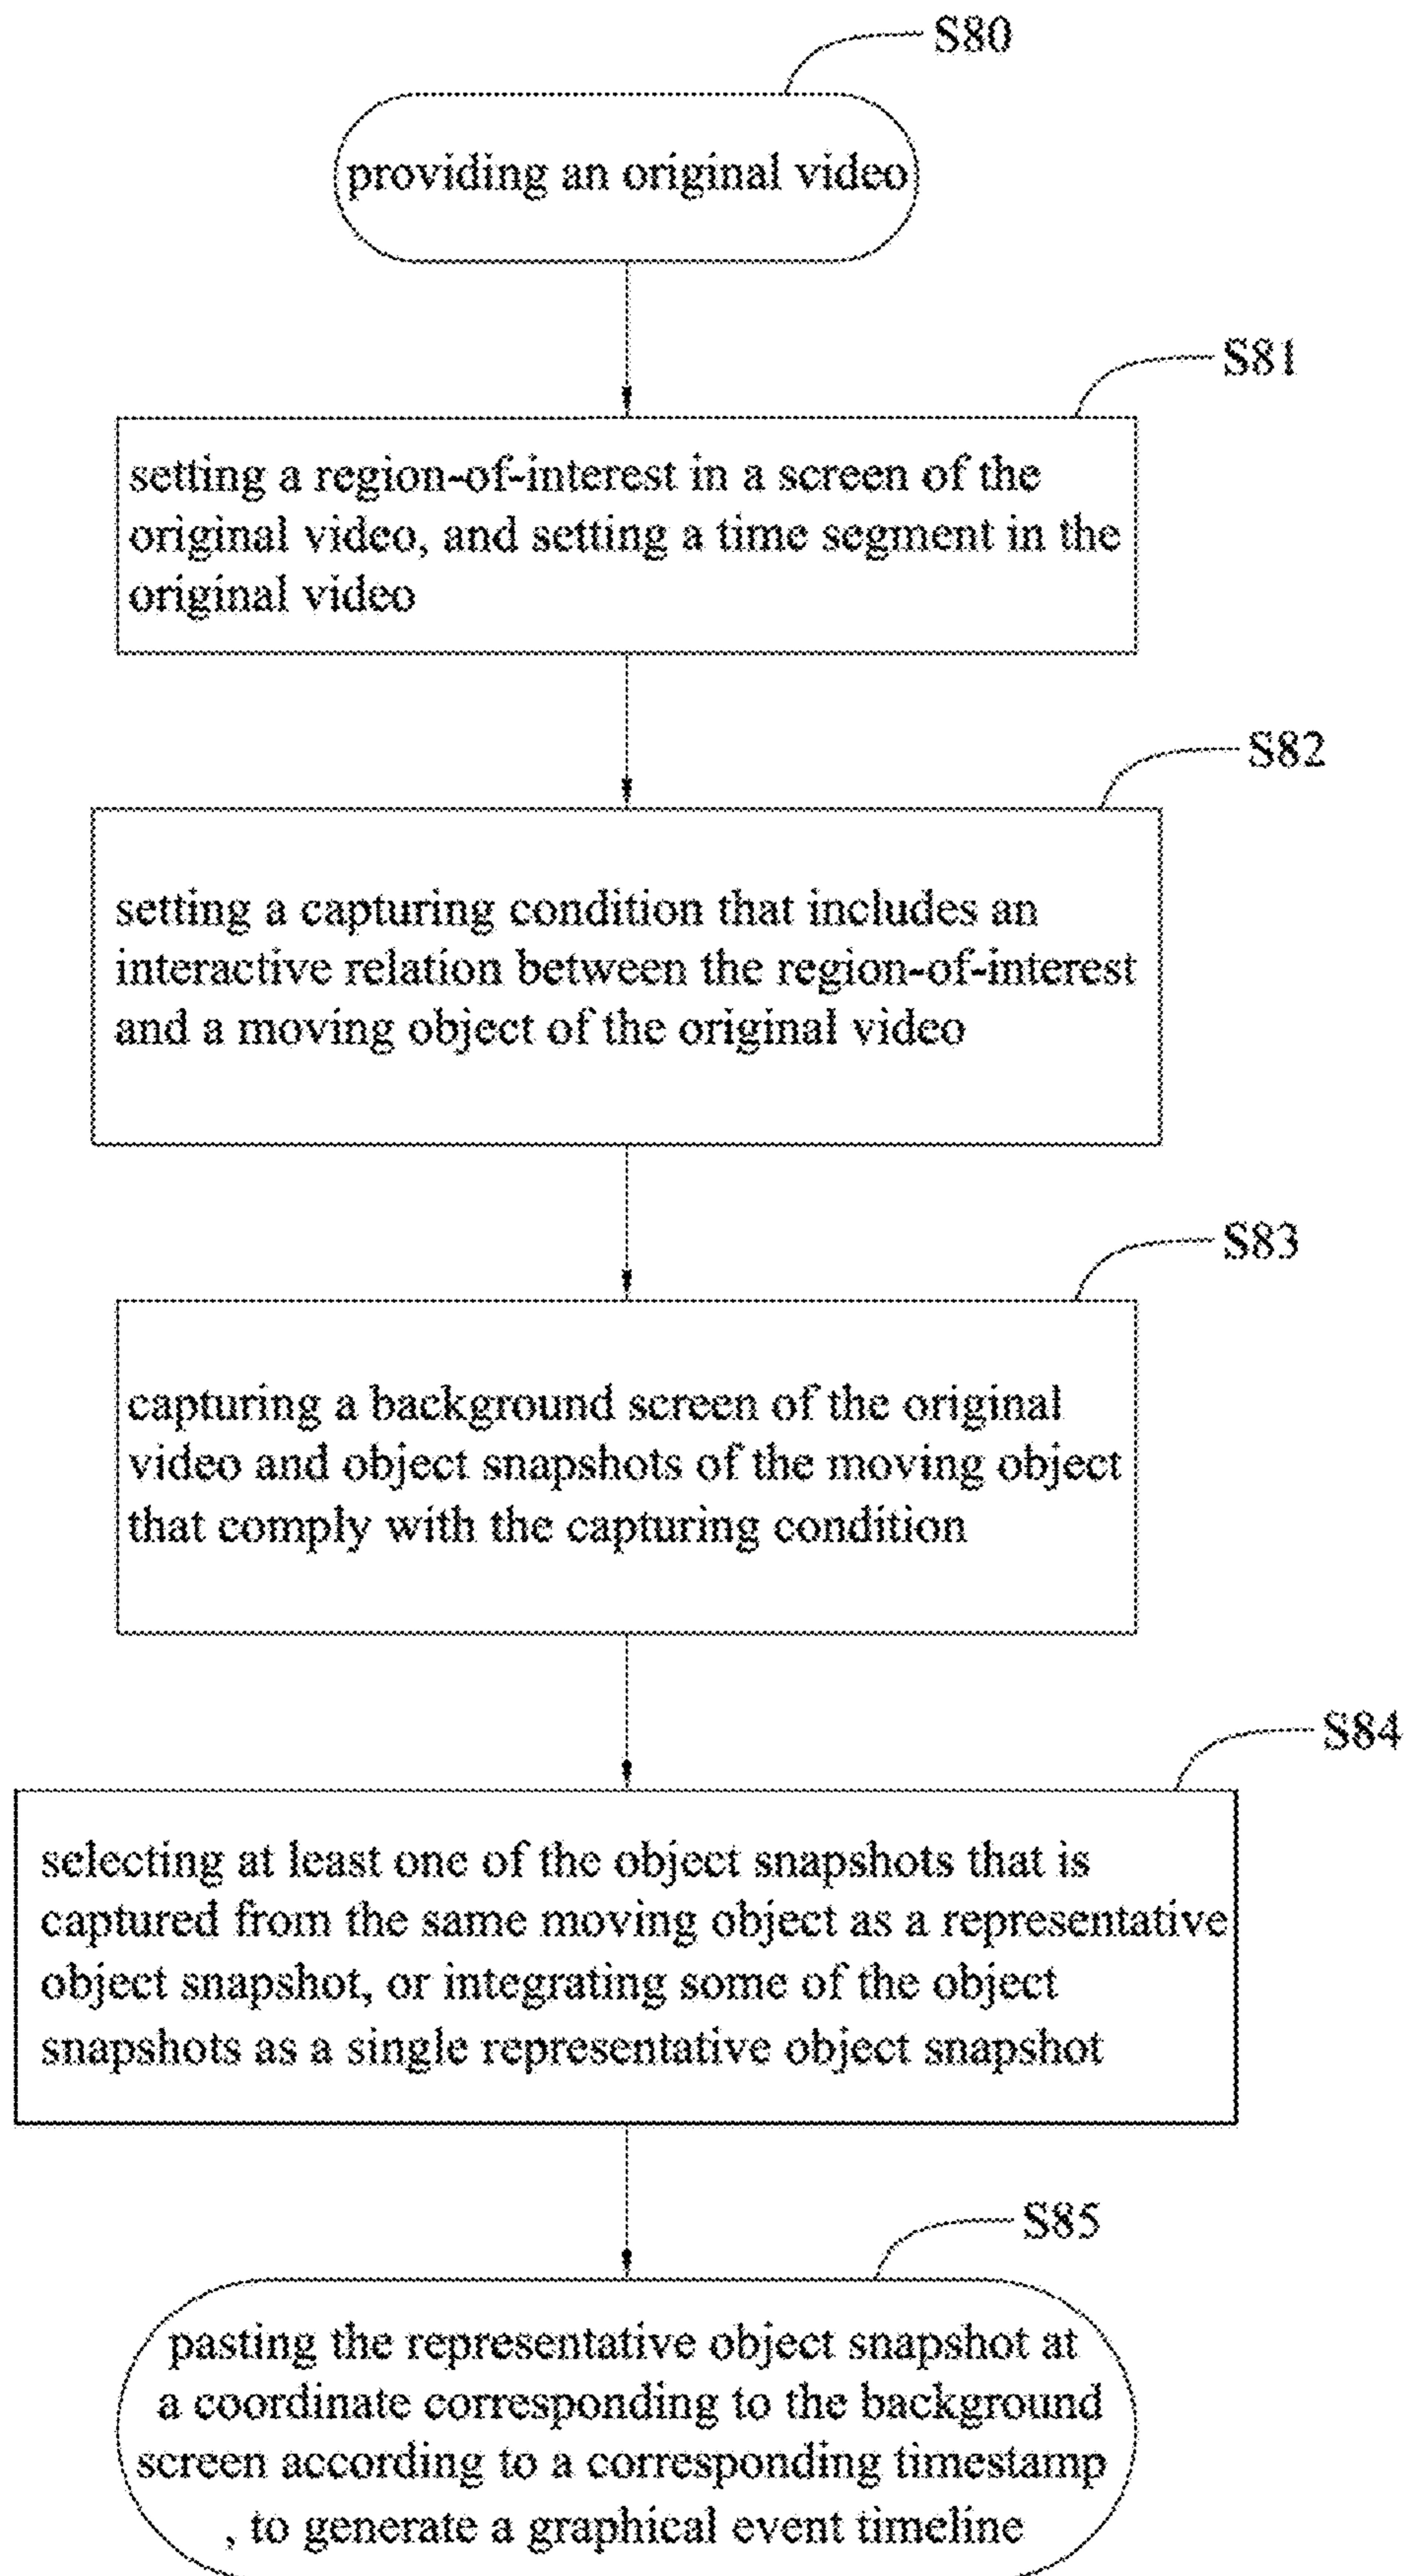 S80
providing an original video
S81
setting a region-of-interest in a screen of the
original video, and setting a time segment in the
original video
S82
setting a capturing condition that includes an
interactive relation between the region-of-interest
and a moving object of the original video
S83
capturing a background screen of the original
video and object snapshots of the moving object
that comply with the capturing condition
S84
selecting at least one of the object snapshots that is
captured from the same moving object as a representative
object snapshot, or integrating some of the object
snapshots as a single representative object snapshot
S85
pasting the representative object snapshot at
a coordinate corresponding to the background
screen according to a corresponding timestamp
, to generate a graphical event timeline